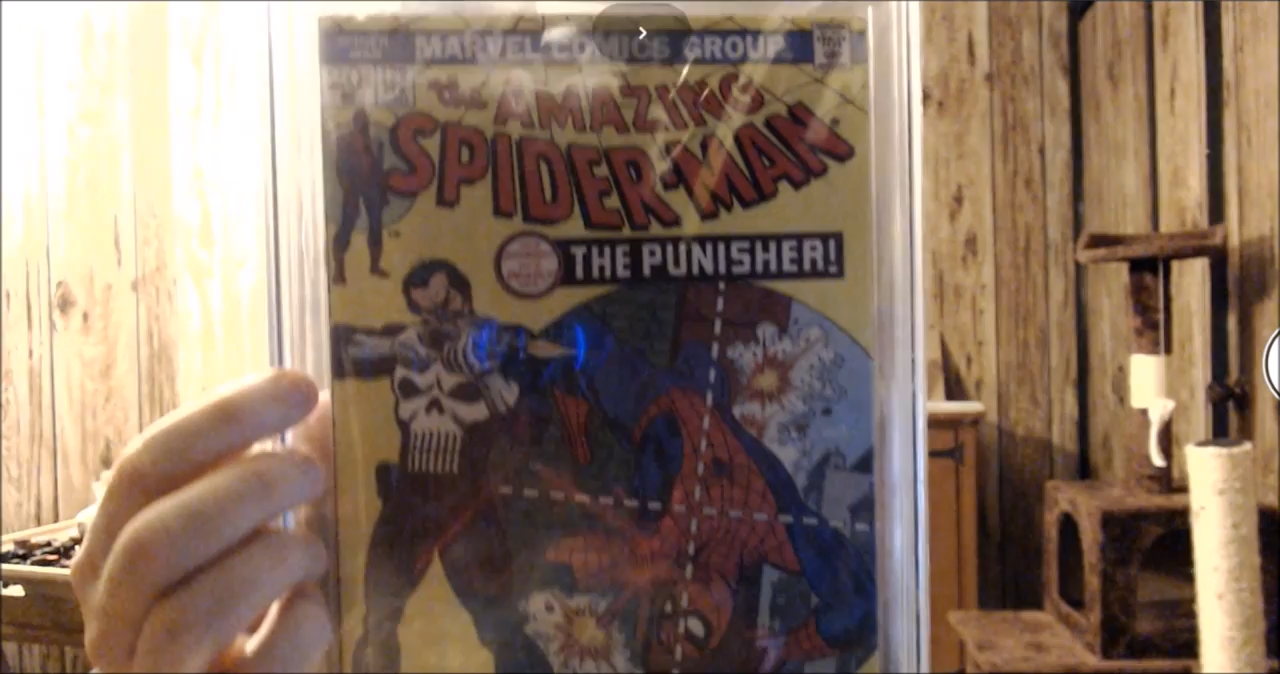 MARVEL COMICS GROUP
The AMAZING
SPIDER-MAN
THE PUNISHER!